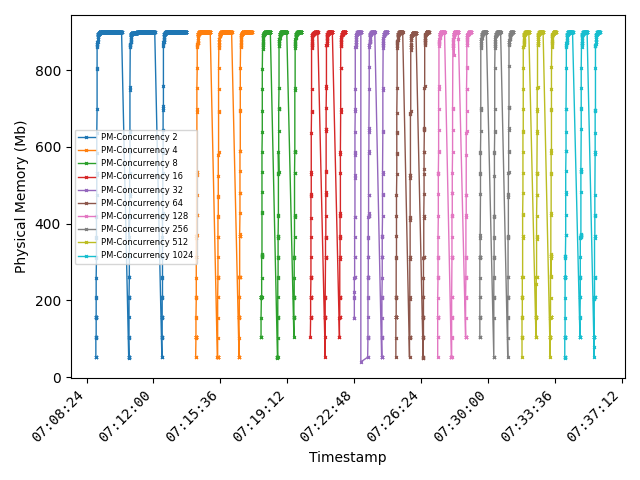 Physical Memory (Mb)
800
600
400
200
0
PM-Concurrency 2
PM-Concurrency 4
PM-Concurrency 8
PM-Concurrency 16
PM-Concurrency 32
PM-Concurrency 64
PM-Concurrency 128
PM-Concurrency 256
PM-Concurrency 512
PM-Concurrency 1024
07:08:24
07:12:00
07:15:36
07:19:12
07:22:48
07:26:24
07:30:00
07:33:36
07:37:12
Timestamp